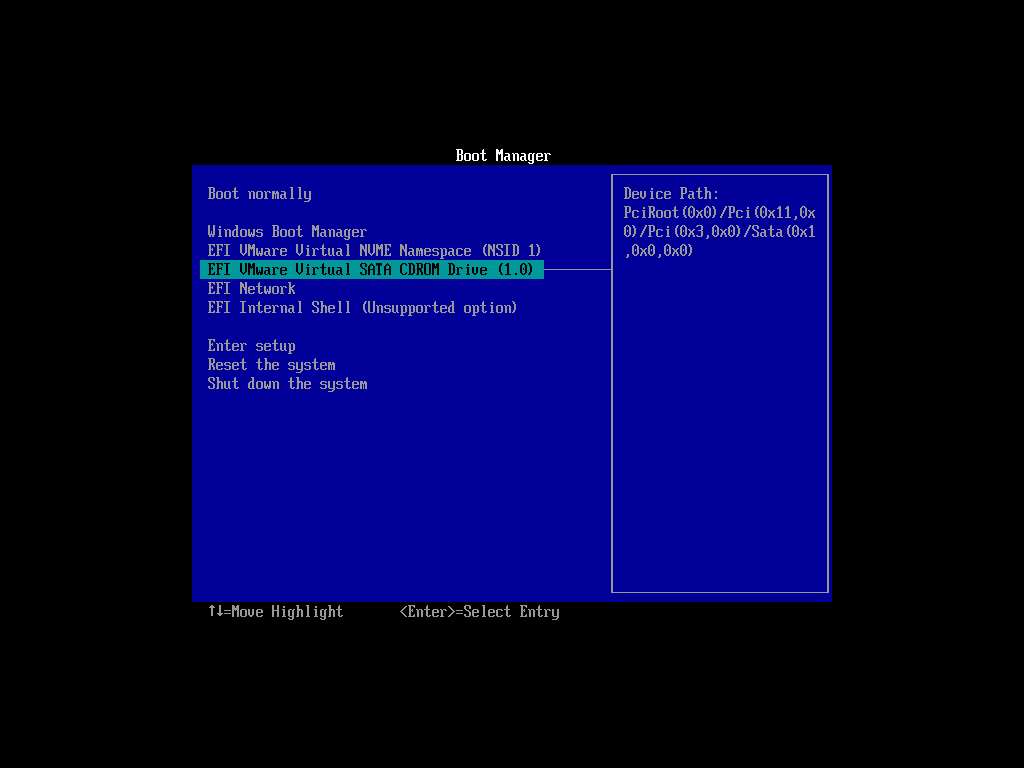 Boot Manager
Boot normally
Windows Boot Manager
EFI VMware Virtual NVME Namespace (NSID 1)
EFI VMware Virtual SATA CDROM Drive (1.0)
EFI Network
EFI Internal Shell (Unsupported option)
Enter setup
Reset the system
Shut down the system
Device Path:
PciRoot(0x0)/Pci(0x11,0x
0)/Pci(0x3,0x0)/Sata(0x1
,0x0,0x0)
↑↓=Move Highlight <Enter>=Select Entry